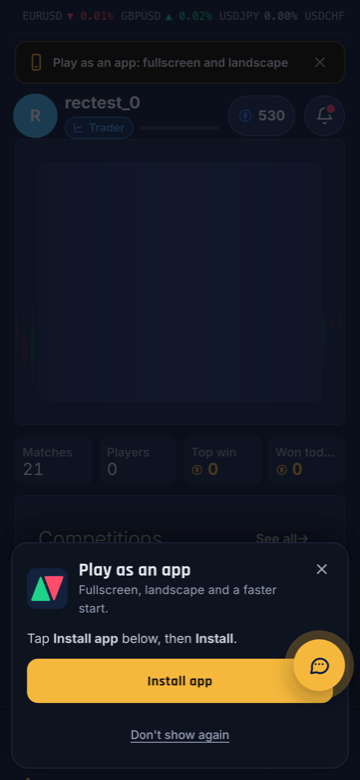 EURUSD ▼ 0.01% GBPUSD ▲ 0.02% USDJPY 0.00% USDCHF
Play as an app: fullscreen and landscape
R
rectest_0
Trader
530
Matches
21
Players
0
Top win
0
Won tod...
0
Competitions
See all→
Play as an app
Fullscreen, landscape and a faster
start.
Tap Install app below, then Install.
Install app
Don't show again